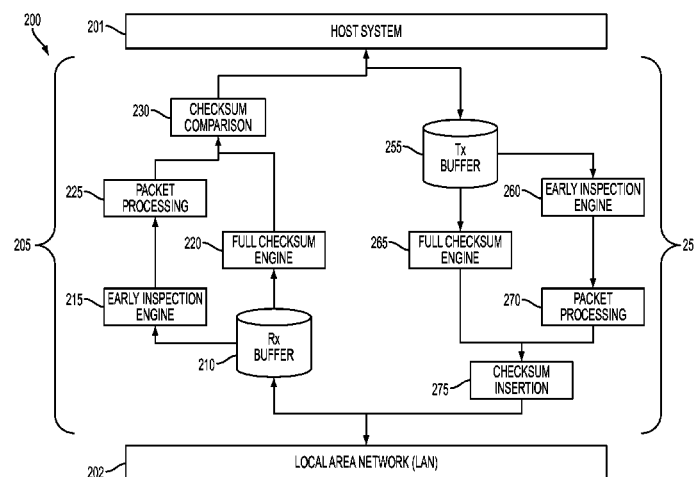 200
201
HOST SYSTEM
230
CHECKSUM
COMPARISON
255
Tx
BUFFER
225
PACKET
PROCESSING
260
EARLY INSPECTION
ENGINE
205
220
FULL CHECKSUM
ENGINE
265
FULL CHECKSUM
ENGINE
25
215
EARLY INSPECTION
ENGINE
270
PACKET
PROCESSING
210
Rx
BUFFER
275
CHECKSUM
INSERTION
202
LOCAL AREA NETWORK (LAN)